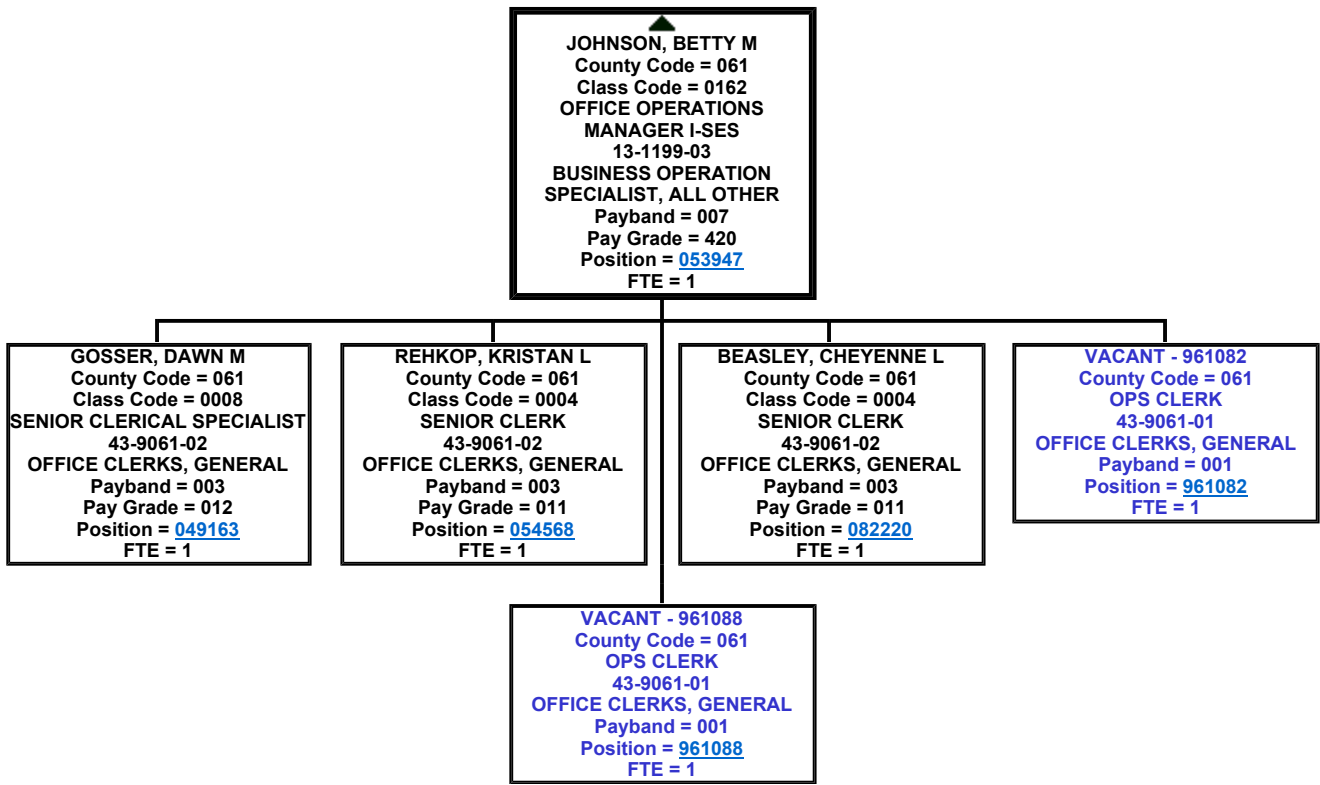 JOHNSON, BETTY M
County Code = 061
Class Code = 0162
OFFICE OPERATIONS
MANAGER I-SES
13-1199-03
BUSINESS OPERATION
SPECIALIST, ALL OTHER
Payband = 007
Pay Grade = 420
Position = 053947
FTE = 1
GOSSER, DAWN M
County Code = 061
Class Code = 0008
SENIOR CLERICAL SPECIALIST
43-9061-02
OFFICE CLERKS, GENERAL
Payband = 003
Pay Grade = 012
Position = 049163
FTE = 1
REHKOP, KRISTAN L
County Code = 061
Class Code = 0004
SENIOR CLERK
43-9061-02
OFFICE CLERKS, GENERAL
Payband = 003
Pay Grade = 011
Position = 054568
FTE = 1
BEASLEY, CHEYENNE L
County Code = 061
Class Code = 0004
SENIOR CLERK
43-9061-02
OFFICE CLERKS, GENERAL
Payband = 003
Pay Grade = 011
Position = 082220
FTE = 1
VACANT - 961082
County Code = 061
OPS CLERK
43-9061-01
OFFICE CLERKS, GENERAL
Payband = 001
Position = 961082
FTE = 1
VACANT - 961088
County Code = 061
OPS CLERK
43-9061-01
OFFICE CLERKS, GENERAL
Payband = 001
Position = 961088
FTE = 1